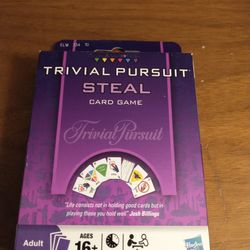 TRIVIAL PURSUIT
STEAL
CARD GAME
Trivial Pursuit
"Life consists not in holding good cards but in
playing those you hold well" Josh Billings
Adult
AGES
16+
Hasbro